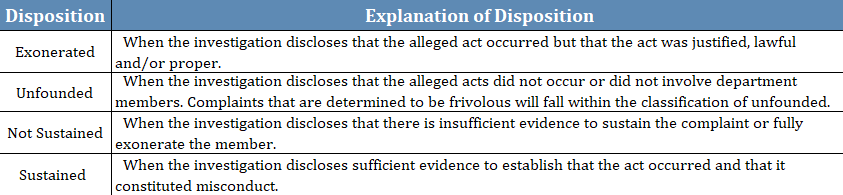 Disposition Explanation of Disposition
Exonerated
When the investigation discloses that the alleged act occurred but that the act was justified, lawful
and/or proper.
Unfounded
When the investigation discloses that the alleged acts did not occur or did not involve department
members. Complaints that are determined to be frivolous will fall within the classification of unfounded.
Not Sustained
When the investigation discloses that there is insufficient evidence to sustain the complaint or fully
exonerate the member.
Sustained
When the investigation discloses sufficient evidence to establish that the act occurred and that it
constituted misconduct.